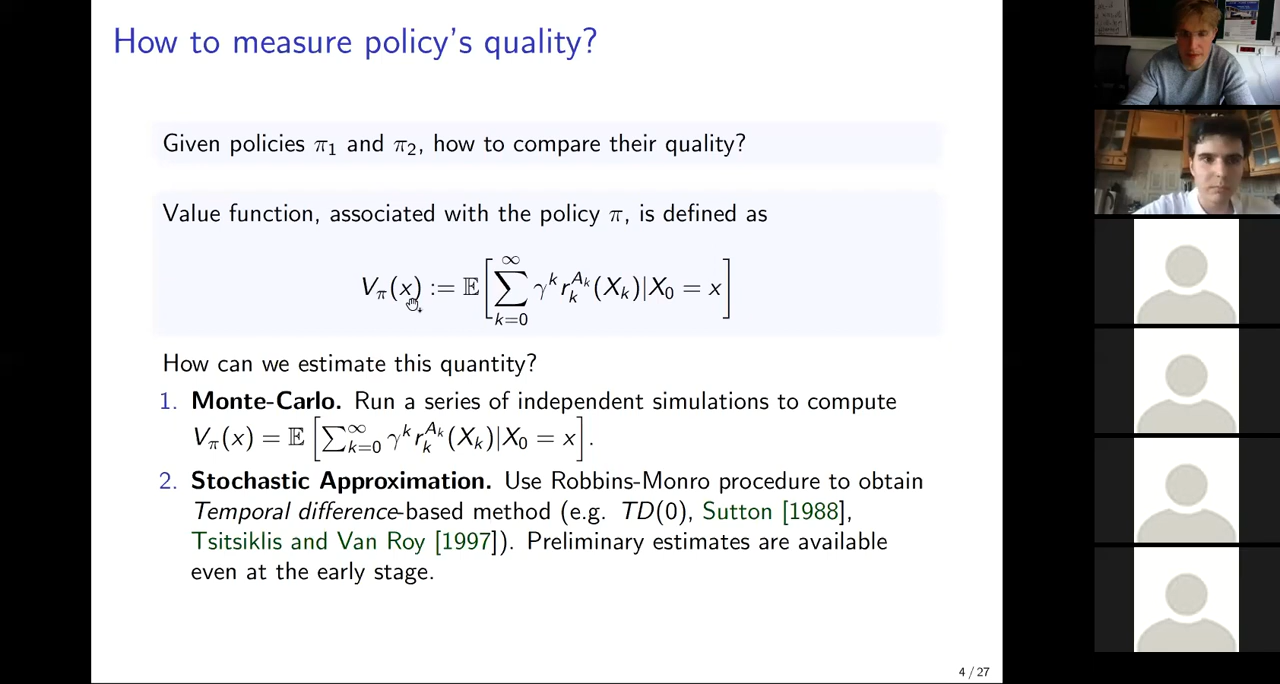 How to measure policy's quality?
Given policies π₁ and π₂, how to compare their quality?
Value function, associated with the policy π, is defined as
V_π(x) := 𝔼[∑_{k=0}^{∞} γ^k r_k^{A_k}(X_k)|X₀ = x]
How can we estimate this quantity?
1. Monte-Carlo. Run a series of independent simulations to compute
V_π(x) = 𝔼[∑_{k=0}^{∞} γ^k r_k^{A_k}(X_k)|X₀ = x].
2. Stochastic Approximation. Use Robbins-Monro procedure to obtain
Temporal difference-based method (e.g. TD(0), Sutton [1988],
Tsitsiklis and Van Roy [1997]). Preliminary estimates are available
even at the early stage.
4 / 27